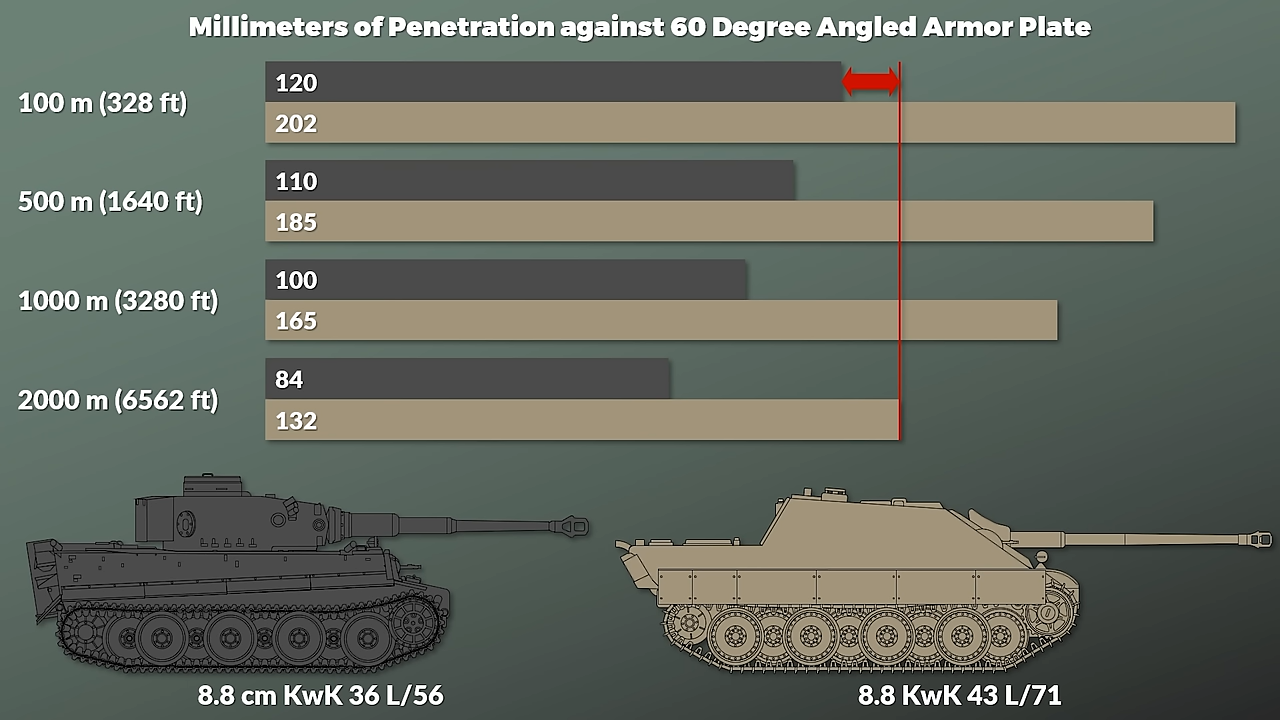 Millimeters of Penetration against 60 Degree Angled Armor Plate
100 m (328 ft)
120
202
500 m (1640 ft)
110
185
1000 m (3280 ft)
100
165
2000 m (6562 ft)
84
132
8.8 cm KwK 36 L/56
8.8 KwK 43 L/71